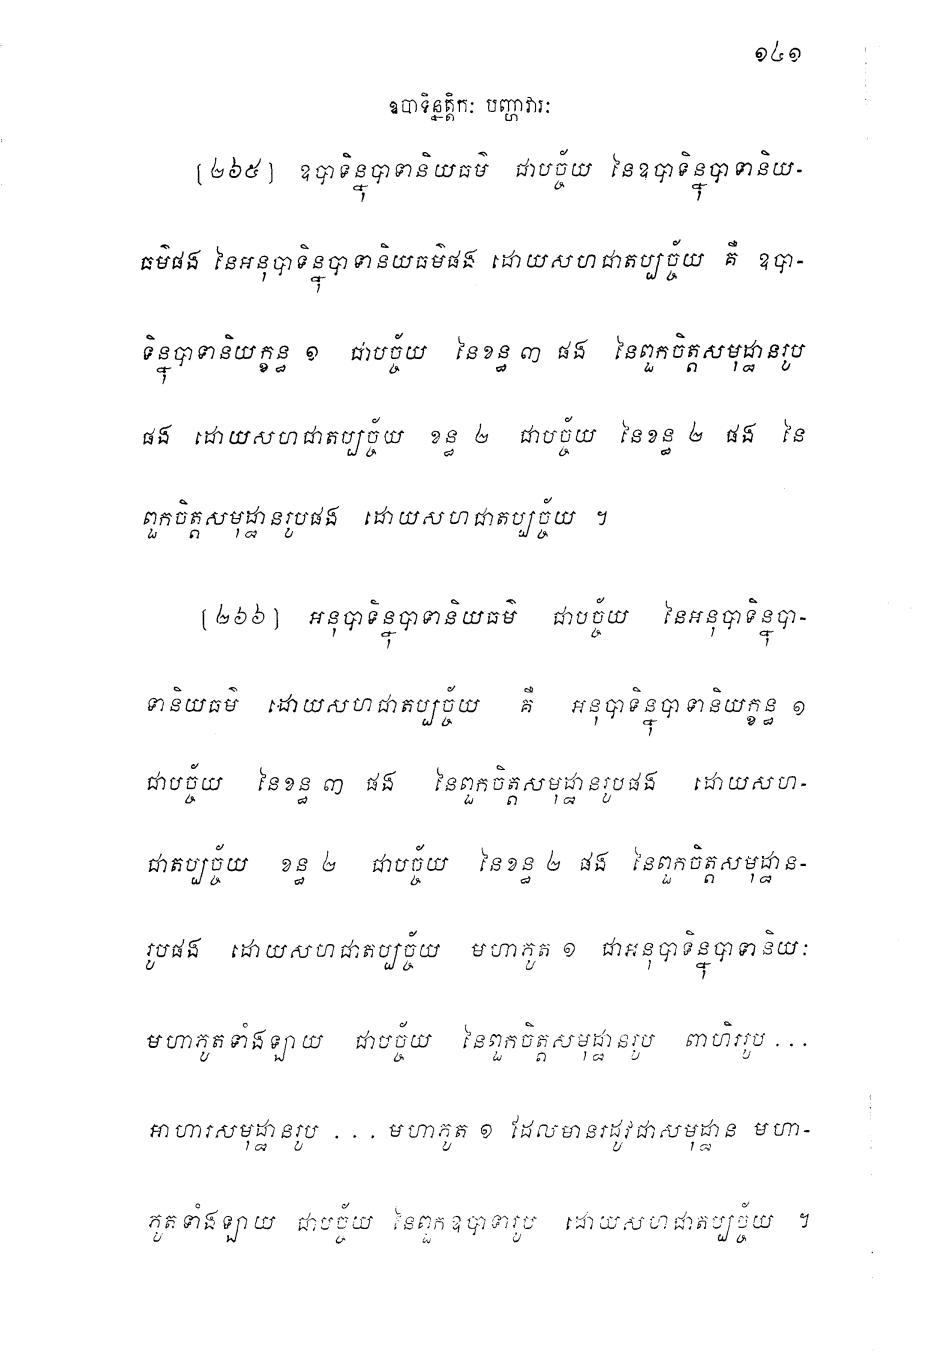 ១៤១
ឧបាទិន្នត្តិកៈ បញ្ហាវារៈ
[២៦៥] ឧបាទិន្នុបាទានិយធម៌ ជាបច្ច័យ នៃឧបាទិន្នុបាទានិយ-
ធម៌ផង នៃអនុបាទិន្នុបាទានិយធម៌ផង ដោយសហជាតប្បច្ច័យ គឺ ឧបា-
ទិន្នុបាទានិយក្ខន្ធ ១ ជាបច្ច័យ នៃខន្ធ ៣ ផង នៃពួកចិត្តសមុដ្ឋានរូប
ផង ដោយសហជាតប្បច្ច័យ ខន្ធ ២ ជាបច្ច័យ នៃខន្ធ ២ ផង នៃ
ពួកចិត្តសមុដ្ឋានរូបផង ដោយសហជាតប្បច្ច័យ ។
[២៦៦] អនុបាទិន្នុបាទានិយធម៌ ជាបច្ច័យ នៃអនុបាទិន្នុបា-
ទានិយធម៌ ដោយសហជាតប្បច្ច័យ គឺ អនុបាទិន្នុបាទានិយក្ខន្ធ ១
ជាបច្ច័យ នៃខន្ធ ៣ ផង នៃពួកចិត្តសមុដ្ឋានរូបផង ដោយសហ-
ជាតប្បច្ច័យ ខន្ធ ២ ជាបច្ច័យ នៃខន្ធ ២ ផង នៃពួកចិត្តសមុដ្ឋាន-
រូបផង ដោយសហជាតប្បច្ច័យ មហាភូត ១ ជាអនុបាទិន្នុបាទានិយៈ
មហាភូតទាំងឡាយ ជាបច្ច័យ នៃពួកចិត្តសមុដ្ឋានរូប ពាហិររូប . . .
អាហារសមុដ្ឋានរូប . . . មហាភូត ១ ដែលមានរដូវជាសមុដ្ឋាន មហា-
ភូតទាំងឡាយ ជាបច្ច័យ នៃពួកឧបាទារូប ដោយសហជាតប្បច្ច័យ ។